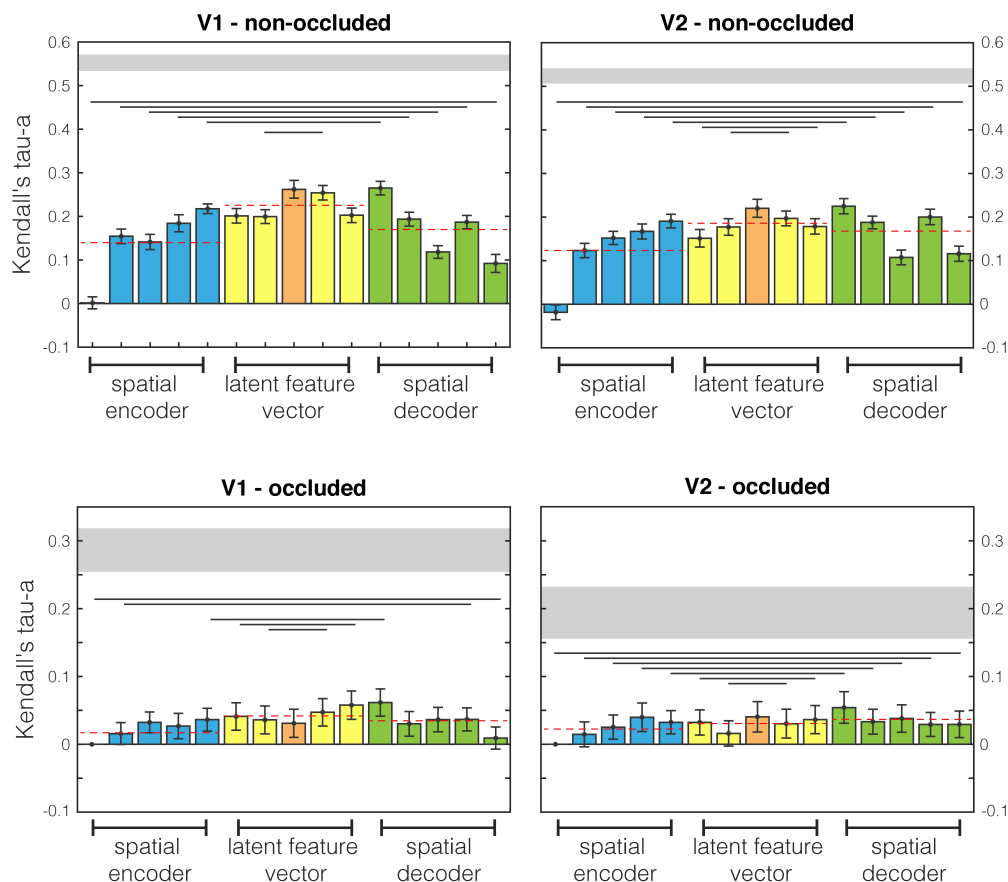 V1 - non-occluded
V2 - non-occluded
0.6
0.5
0.4
0.3
0.2
0.1
0
-0.1
Kendall's tau-a
0.6
0.5
0.4
0.3
0.2
0.1
0
-0.1
spatial
encoder
latent feature
vector
spatial
decoder
spatial
encoder
latent feature
vector
spatial
decoder
V1 - occluded
V2 - occluded
0.3
0.2
0.1
0
-0.1
Kendall's tau-a
0.3
0.2
0.1
0
-0.1
spatial
encoder
latent feature
vector
spatial
decoder
spatial
encoder
latent feature
vector
spatial
decoder